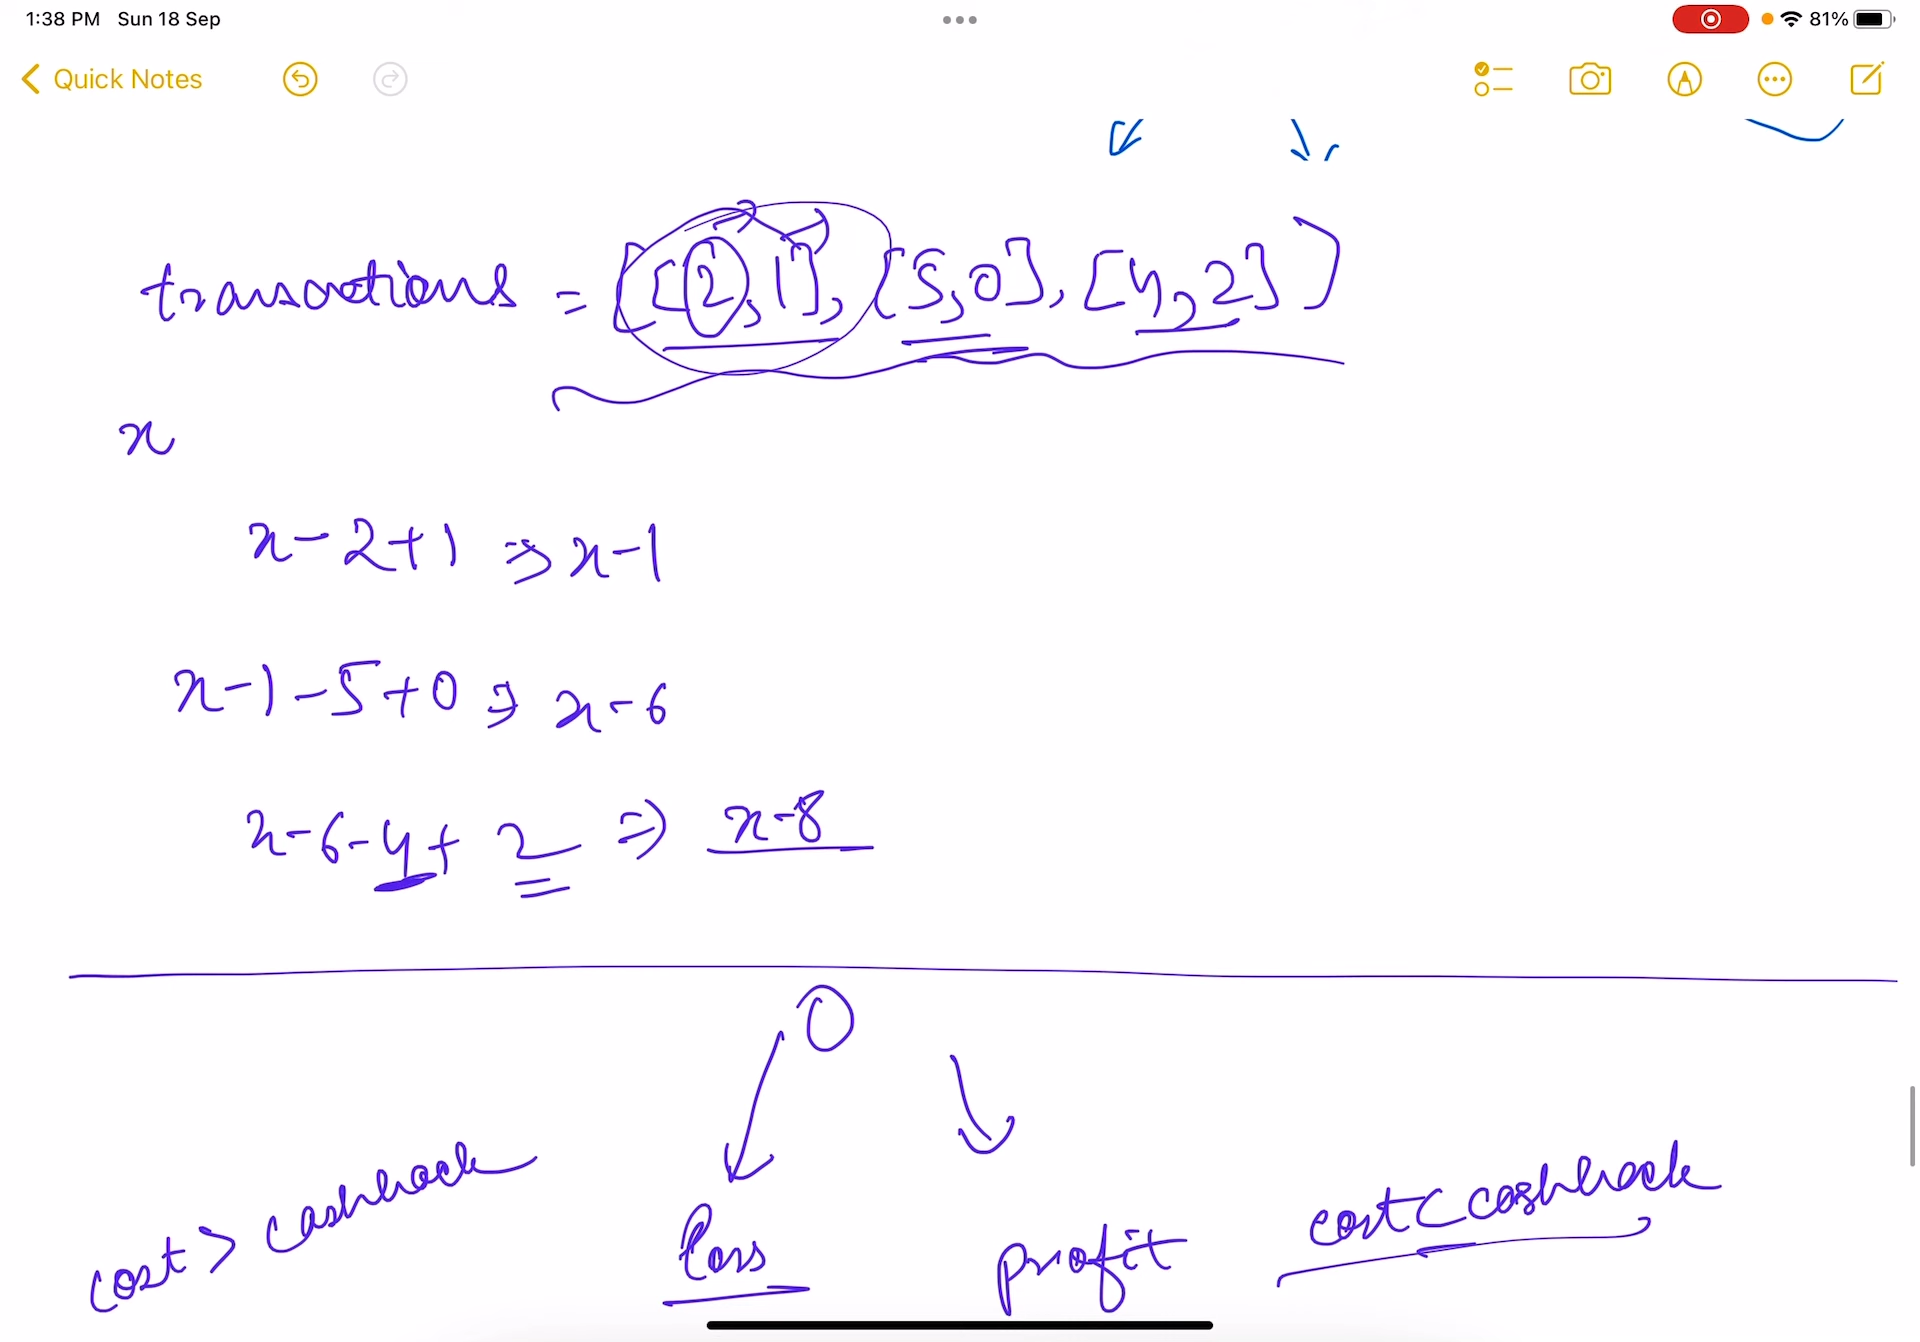 1:38 PM Sun 18 Sep
81%
Quick Notes
transactions = [[2,1], [5,0], [4,2]]
x
x-2+1 ⇒ x-1
x-1-5+0 ⇒ x-6
x-6-4+2 ⇒ x-8
0
cost > cashback
loss
profit
cost < cashback